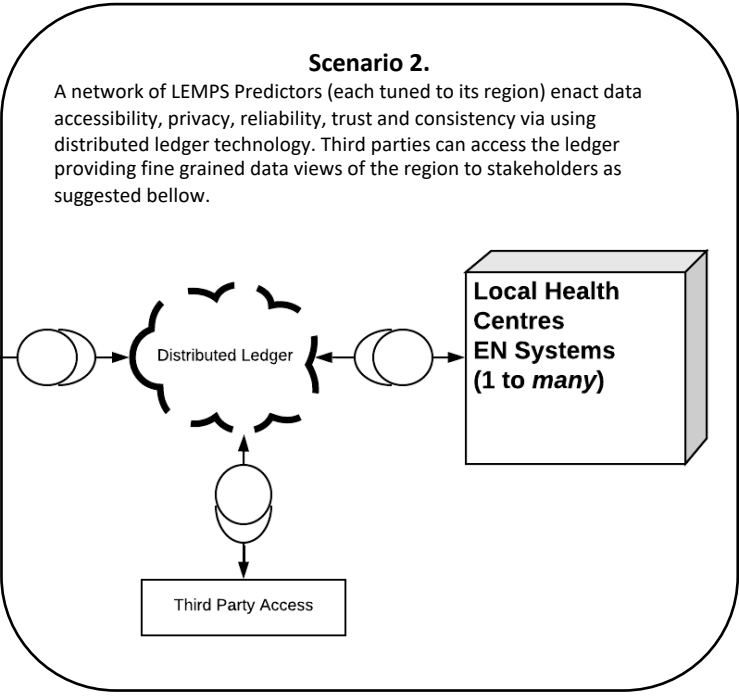 Scenario 2.
A network of LEMPS Predictors (each tuned to its region) enact data
accessibility, privacy, reliability, trust and consistency via using
distributed ledger technology. Third parties can access the ledger
providing fine grained data views of the region to stakeholders as
suggested bellow.
Distributed Ledger
Local Health
Centres
EN Systems
(1 to many)
Third Party Access